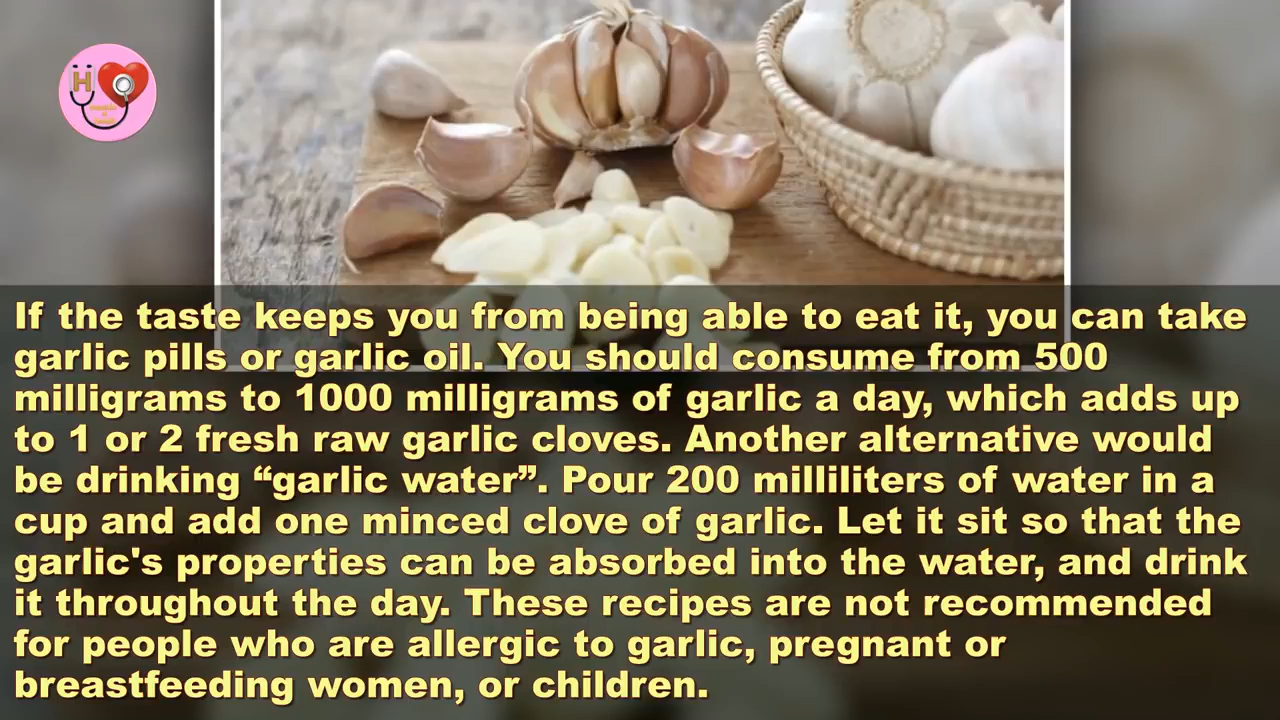 H
If the taste keeps you from being able to eat it, you can take
garlic pills or garlic oil. You should consume from 500
milligrams to 1000 milligrams of garlic a day, which adds up
to 1 or 2 fresh raw garlic cloves. Another alternative would
be drinking “garlic water”. Pour 200 milliliters of water in a
cup and add one minced clove of garlic. Let it sit so that the
garlic's properties can be absorbed into the water, and drink
it throughout the day. These recipes are not recommended
for people who are allergic to garlic, pregnant or
breastfeeding women, or children.